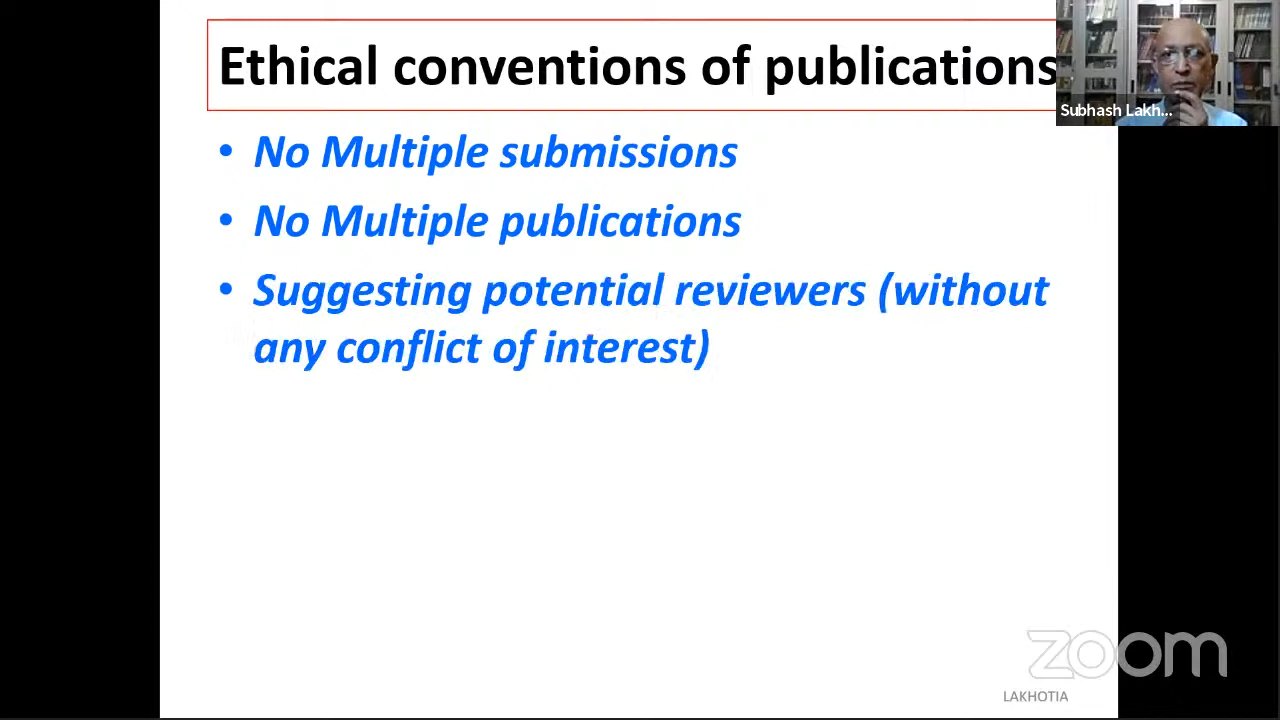 Ethical conventions of publications
Subhash Lakh...
• No Multiple submissions
• No Multiple publications
• Suggesting potential reviewers (without
any conflict of interest)
zoom
LAKHOTIA